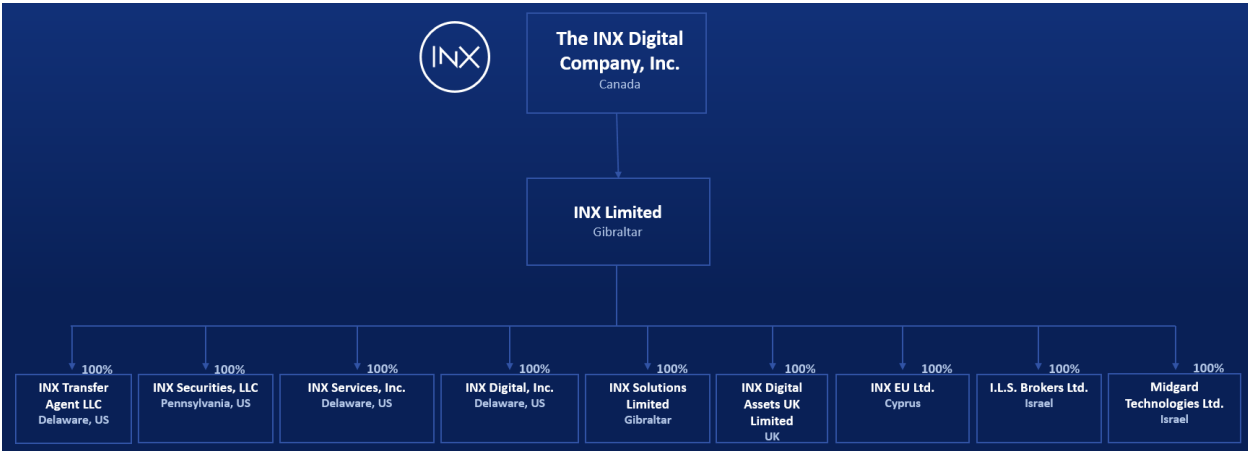 INX
The INX Digital
Company, Inc.
Canada
INX Limited
Gibraltar
100%
INX Transfer
Agent LLC
Delaware, US
100%
INX Securities, LLC
Pennsylvania, US
100%
INX Services, Inc.
Delaware, US
100%
INX Digital, Inc.
Delaware, US
100%
INX Solutions
Limited
Gibraltar
100%
INX Digital
Assets UK
Limited
UK
100%
INX EU Ltd.
Cyprus
100%
I.L.S. Brokers Ltd.
Israel
100%
Midgard
Technologies Ltd.
Israel